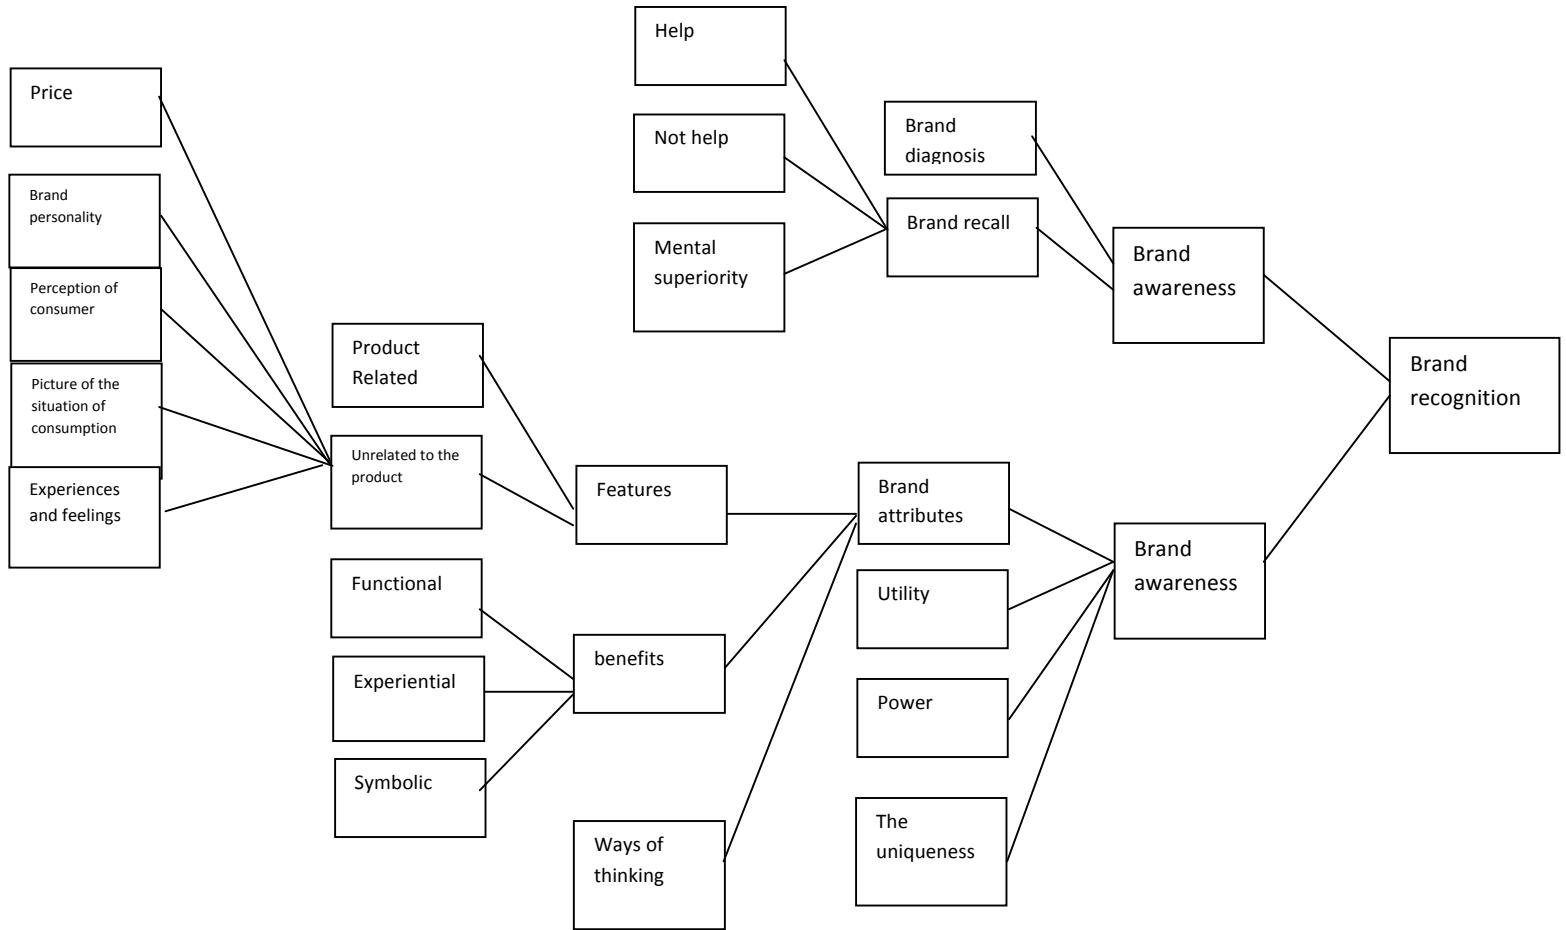 Help
Price
Brand
diagnosis
Not help
Brand
personality
Brand recall
Mental
superiority
Brand
awareness
Perception of
consumer
Product
Related
Brand
recognition
Picture of the
situation of
consumption
Unrelated to the
product
Experiences
and feelings
Features
Brand
attributes
Brand
awareness
Functional
Utility
benefits
Experiential
Power
Symbolic
Ways of
thinking
The
uniqueness